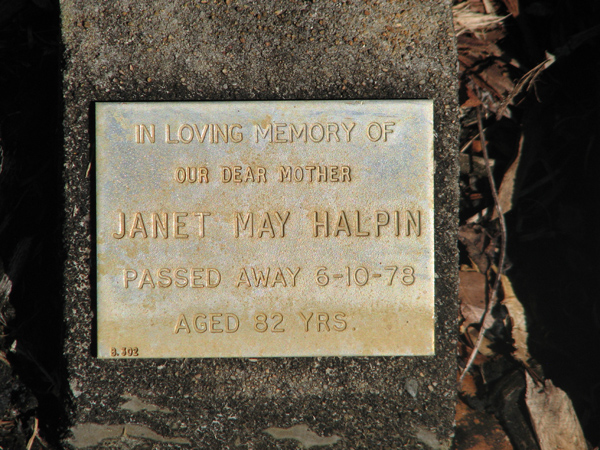 IN LOVING MEMORY OF
OUR DEAR MOTHER
JANET MAY HALPIN
PASSED AWAY 6-10-78
AGED 82 YRS.
B.302